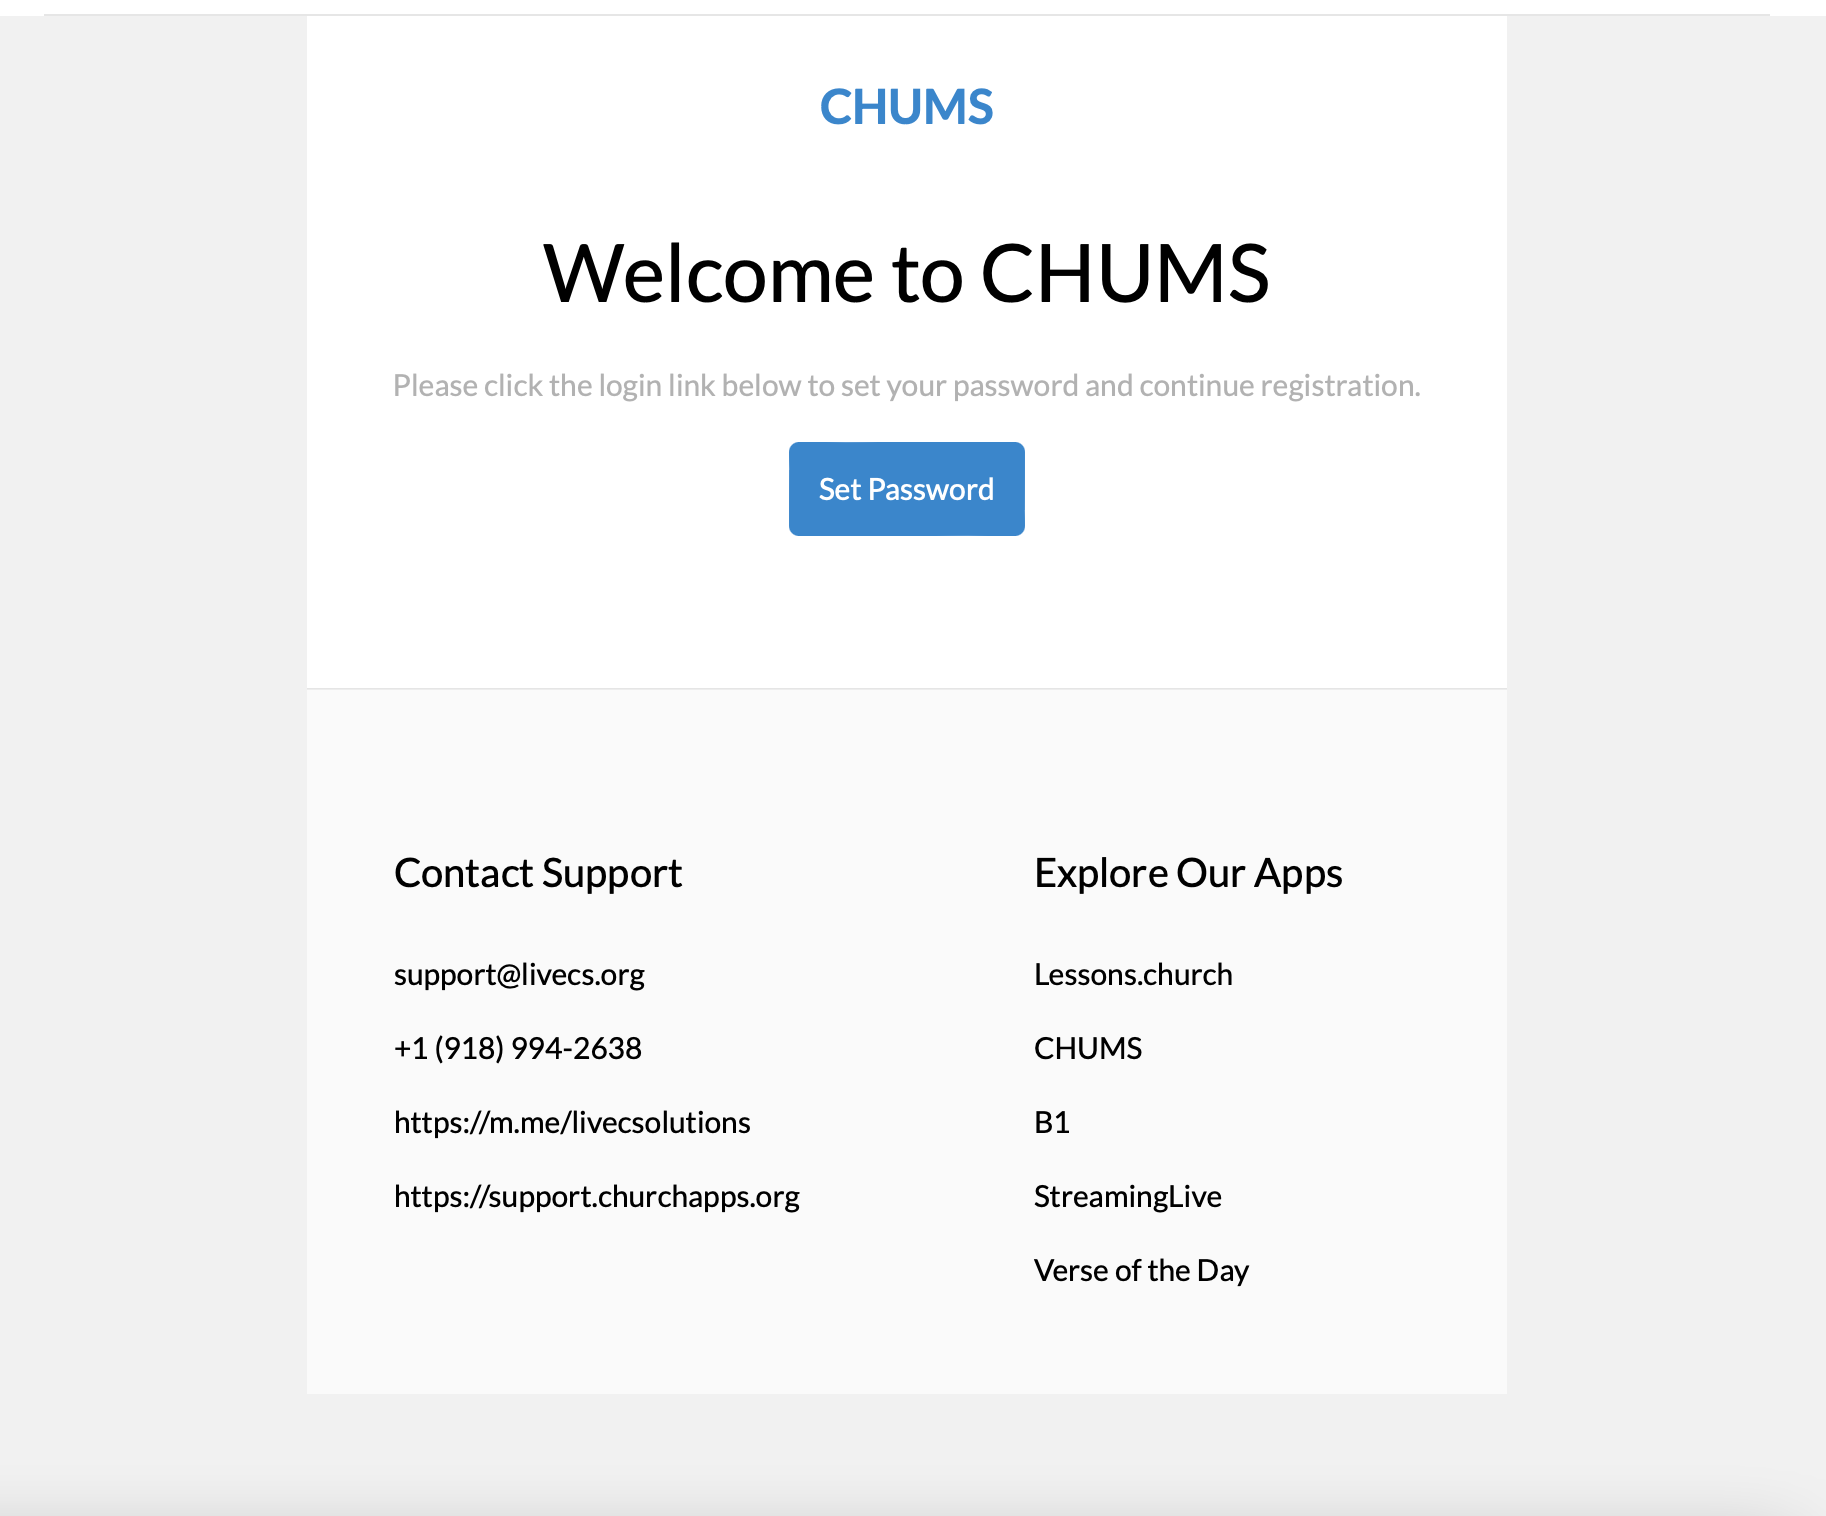 CHUMS
Welcome to CHUMS
Please click the login link below to set your password and continue registration.
Set Password
Contact Support
support@livecs.org
+1 (918) 994-2638
https://m.me/livecsolutions
https://support.churchapps.org
Explore Our Apps
Lessons.church
CHUMS
B1
StreamingLive
Verse of the Day